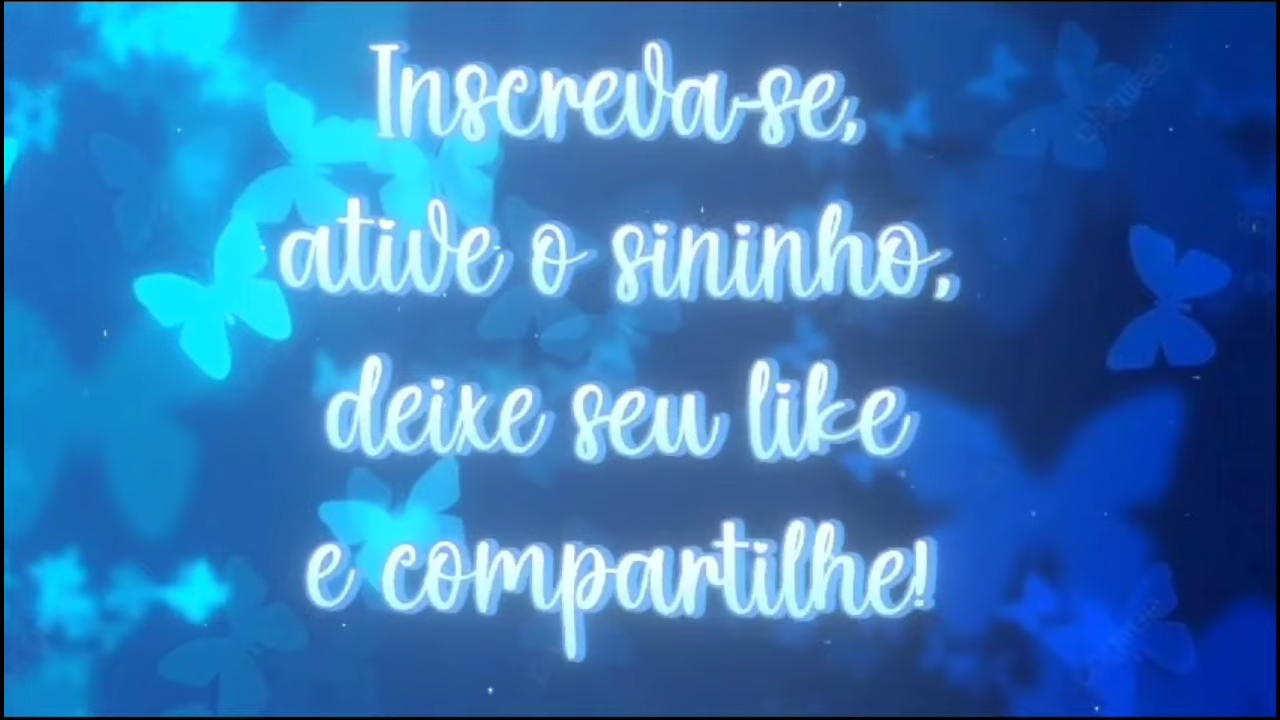 Inscreva-se,
ative o sininho,
deixe seu like
e compartilhe!